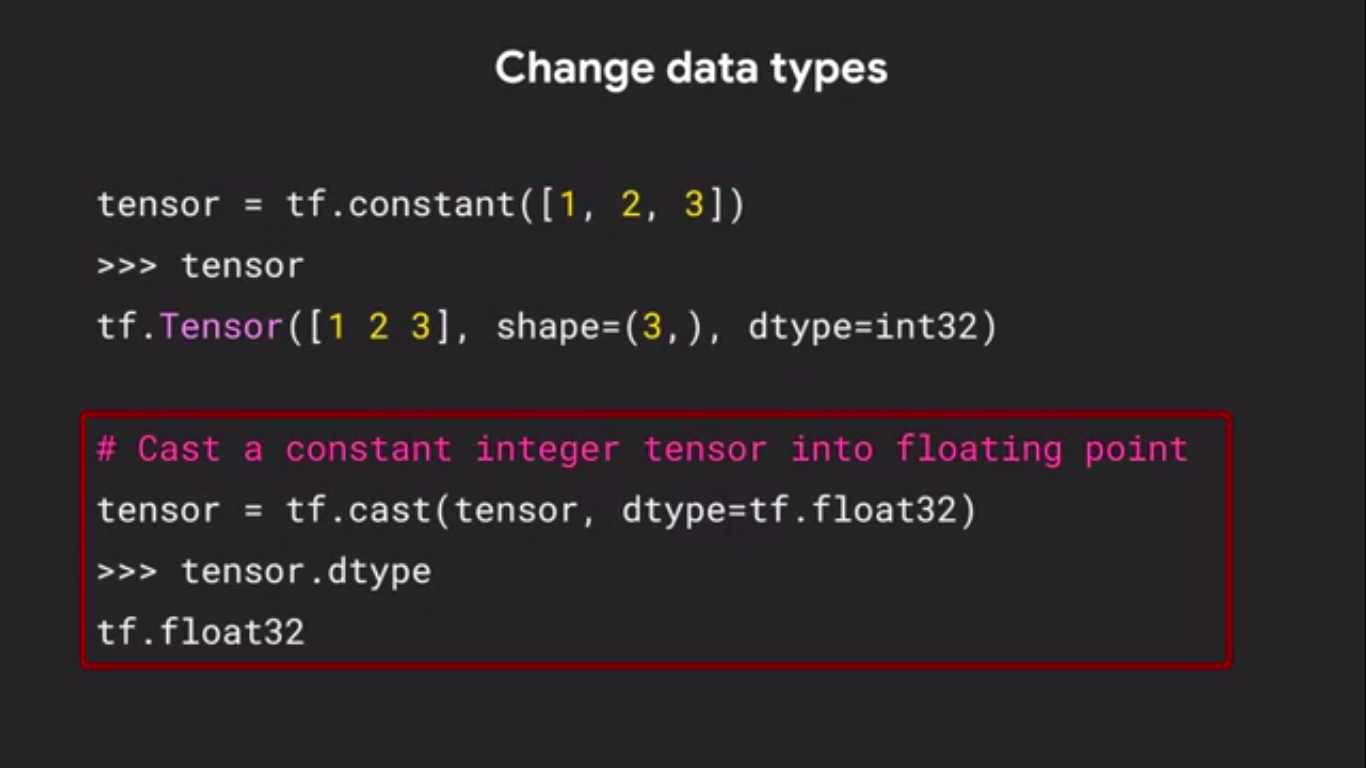 Change data types
tensor = tf.constant([1, 2, 3])
>>> tensor
tf.Tensor([1 2 3], shape=(3,), dtype=int32)
# Cast a constant integer tensor into floating point
tensor = tf.cast(tensor, dtype=tf.float32)
>>> tensor.dtype
tf.float32